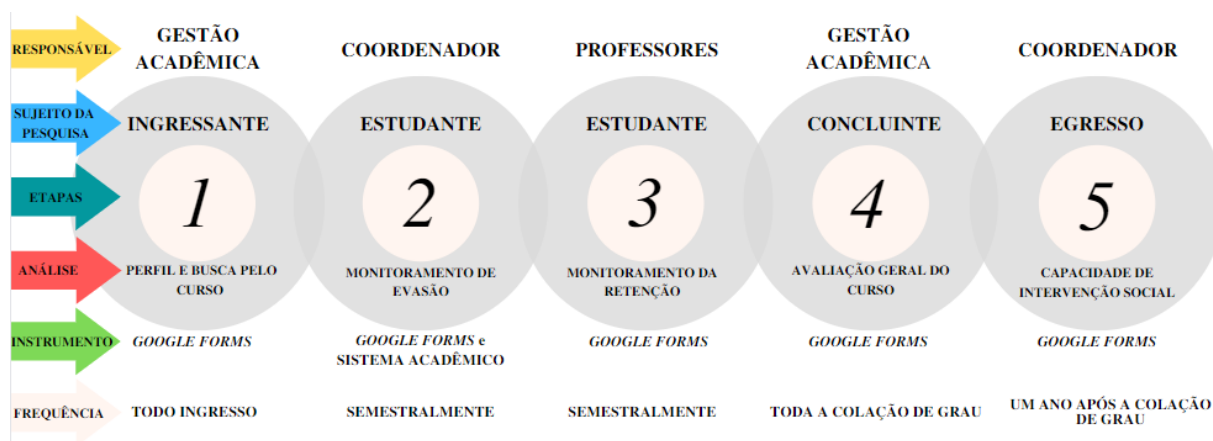 RESPONSÁVEL
GESTÃO
ACADÊMICA
COORDENADOR
PROFESSORES
GESTÃO
ACADÊMICA
COORDENADOR
SUJEITO DA
PESQUISA
INGRESSANTE
ESTUDANTE
ESTUDANTE
CONCLUINTE
EGRESSO
ETAPAS
1
2
3
4
5
ANÁLISE
PERFIL E BUSCA PELO
CURSO
MONITORAMENTO DE
EVASÃO
MONITORAMENTO DA
RETENÇÃO
AVALIAÇÃO GERAL DO
CURSO
CAPACIDADE DE
INTERVENÇÃO SOCIAL
INSTRUMENTO
GOOGLE FORMS
GOOGLE FORMS e
SISTEMA ACADÊMICO
GOOGLE FORMS
GOOGLE FORMS
GOOGLE FORMS
FREQUÊNCIA
TODO INGRESSO
SEMESTRALMENTE
SEMESTRALMENTE
TODA A COLAÇÃO DE GRAU
UM ANO APÓS A COLAÇÃO
DE GRAU